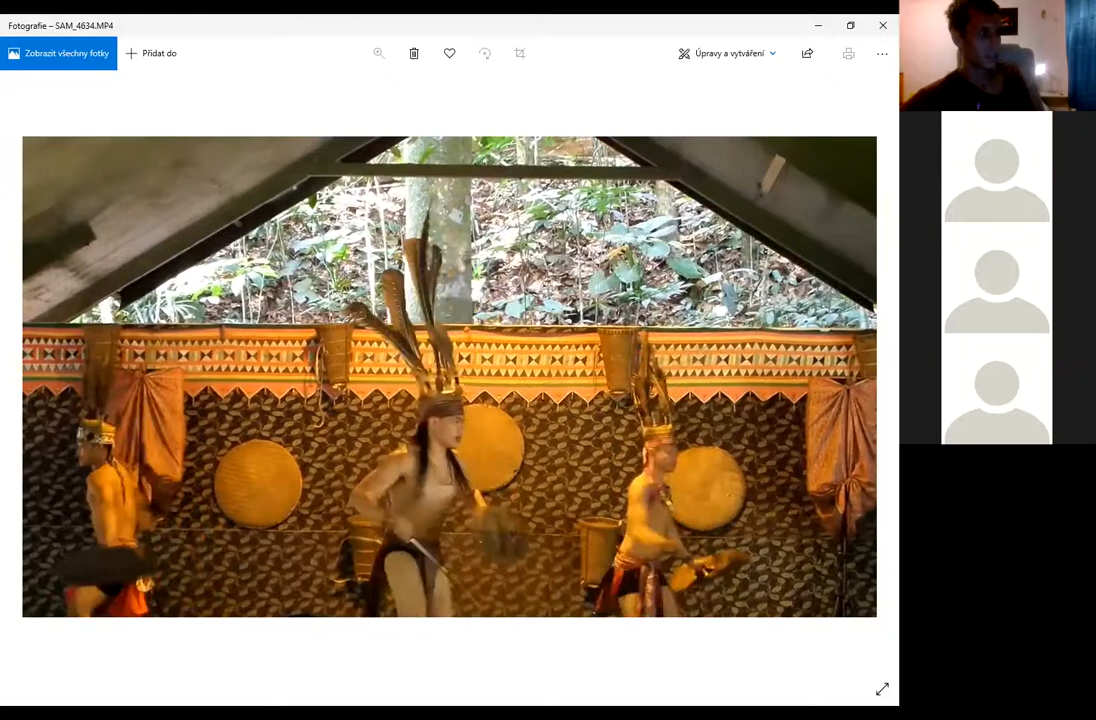 Fotografie – SAM_4634.MP4
Zobrazit všechny fotky
Přidat do
Úpravy a vytváření